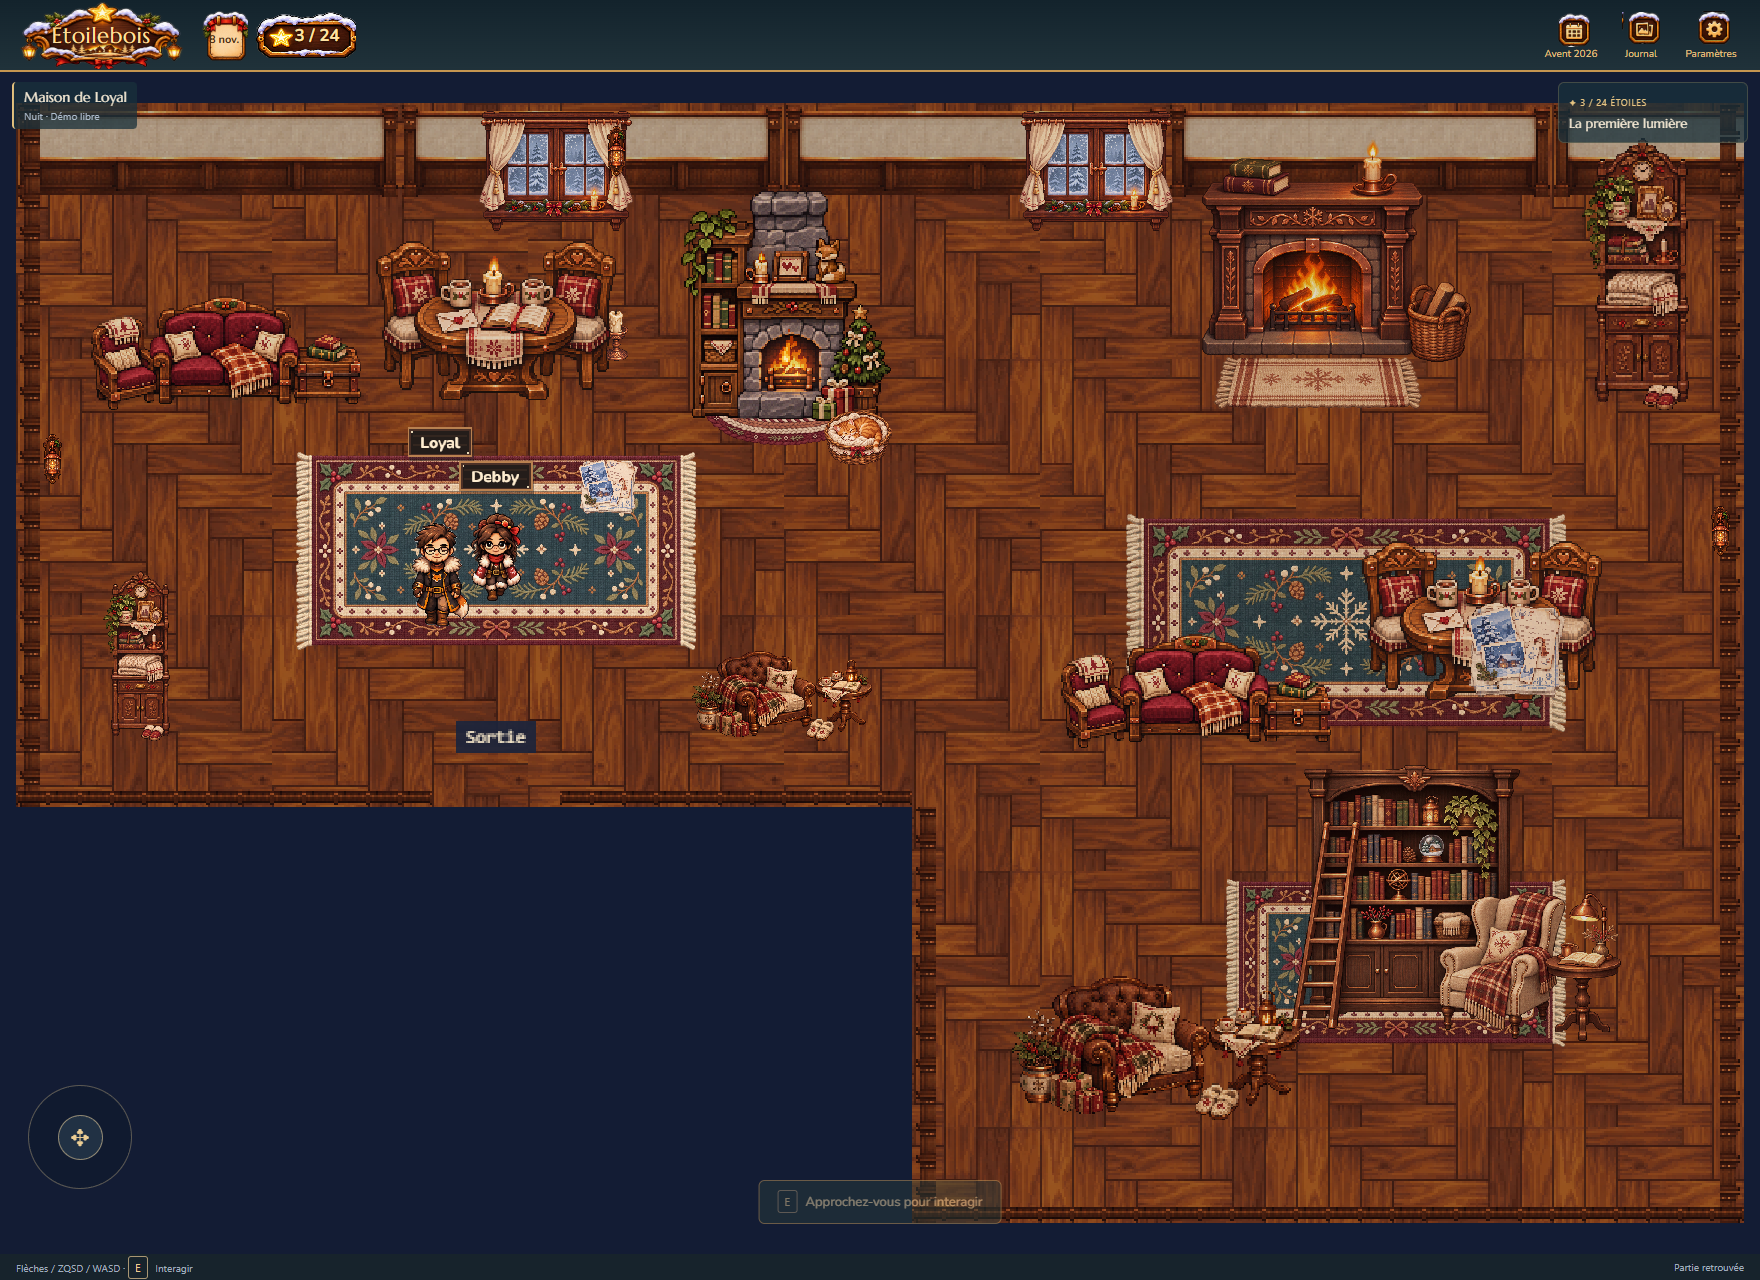 Etoilebois
8 nov.
3 / 24
Avent 2026
Journal
Paramètres
Maison de Loyal
Nuit · Démo libre
✦ 3 / 24 ÉTOILES
La première lumière
Loyal
Debby
Sortie
E Approchez-vous pour interagir
Flèches / ZQSD / WASD · E Interagir
Partie retrouvée